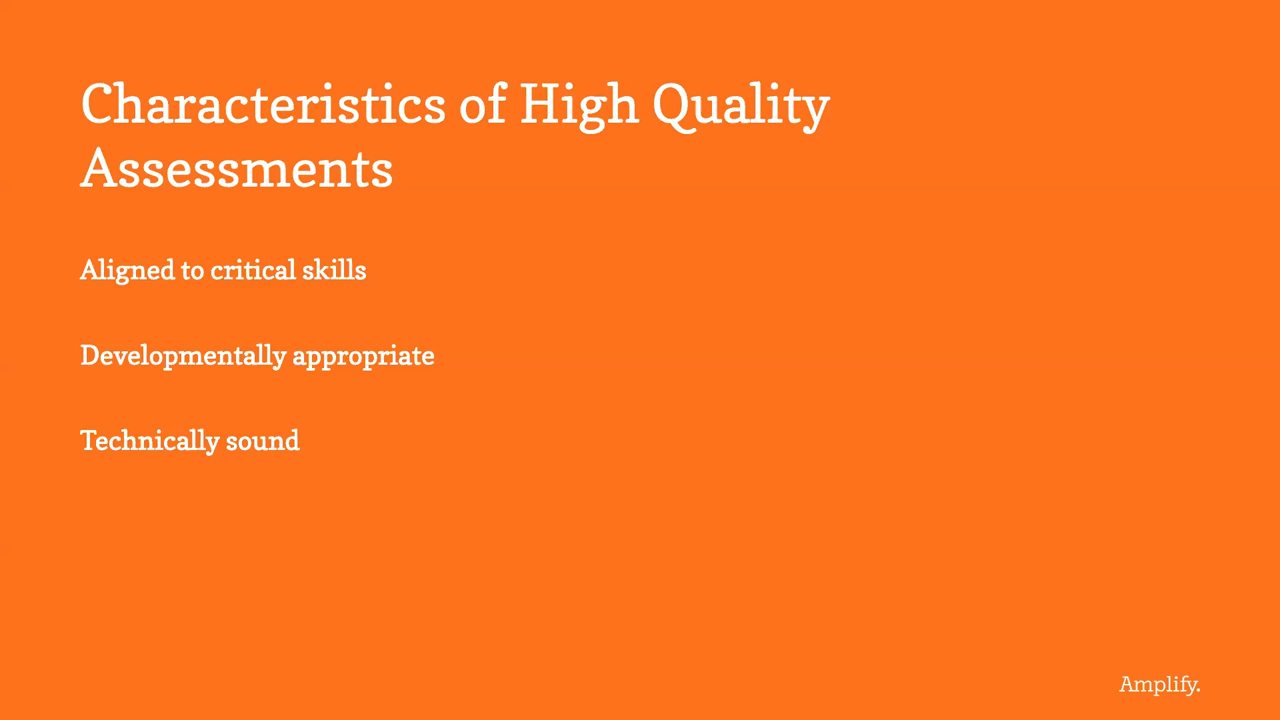 Characteristics of High Quality
Assessments
Aligned to critical skills
Developmentally appropriate
Technically sound
Amplify.